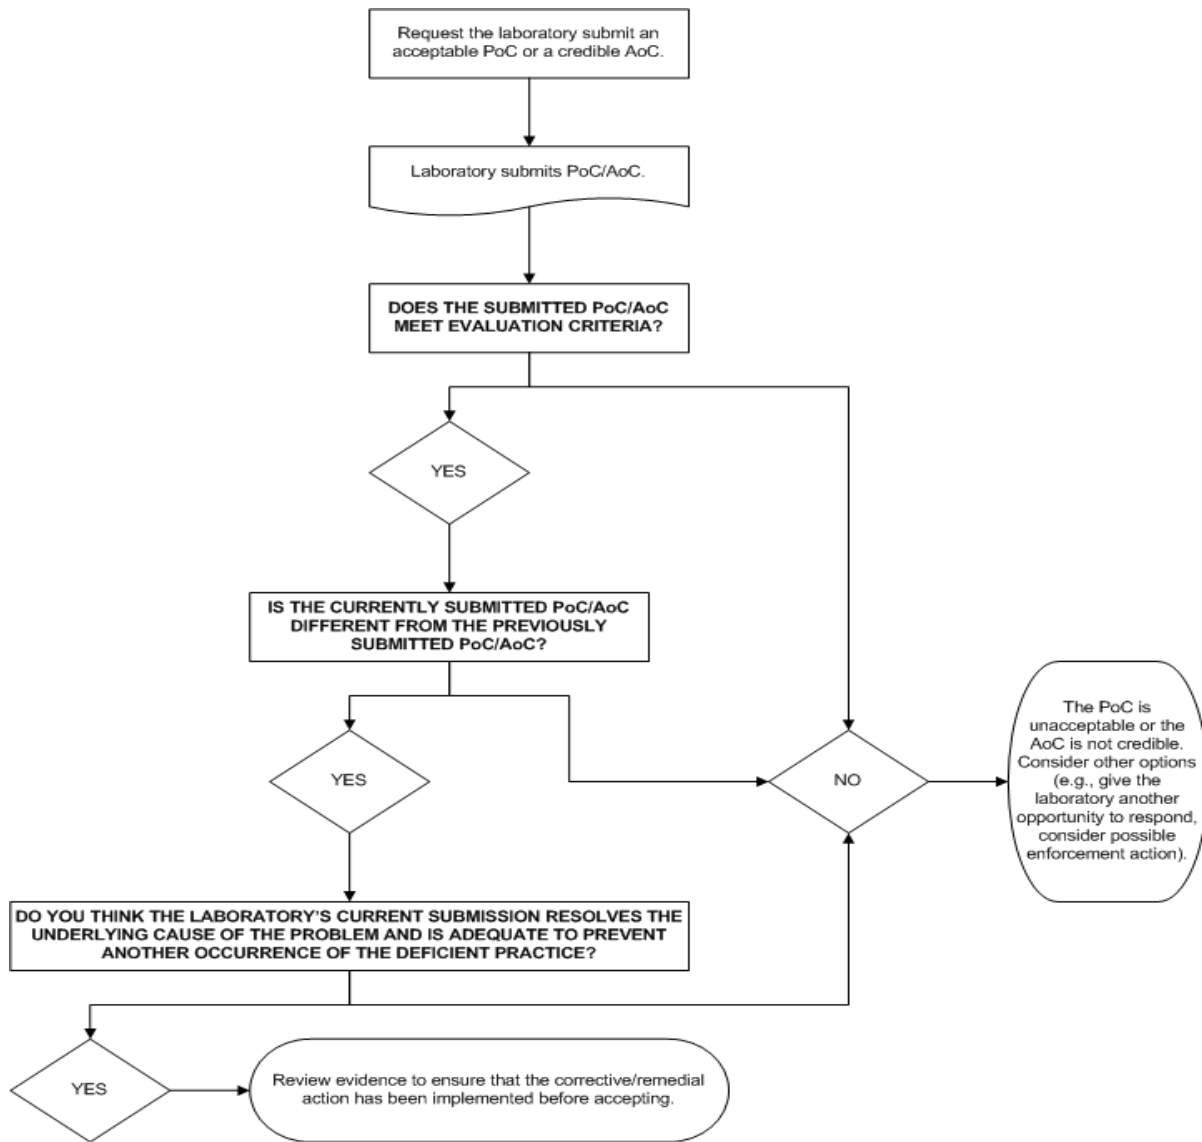 Request the laboratory submit an
acceptable PoC or a credible AoC.
Laboratory submits PoC/AoC.
DOES THE SUBMITTED PoC/AoC
MEET EVALUATION CRITERIA?
YES
IS THE CURRENTLY SUBMITTED PoC/AoC
DIFFERENT FROM THE PREVIOUSLY
SUBMITTED PoC/AoC?
YES
NO
The PoC is
unacceptable or the
AoC is not credible.
Consider other options
(e.g., give the
laboratory another
opportunity to respond,
consider possible
enforcement action).
DO YOU THINK THE LABORATORY'S CURRENT SUBMISSION RESOLVES THE
UNDERLYING CAUSE OF THE PROBLEM AND IS ADEQUATE TO PREVENT
ANOTHER OCCURRENCE OF THE DEFICIENT PRACTICE?
YES
Review evidence to ensure that the corrective/remedial
action has been implemented before accepting.